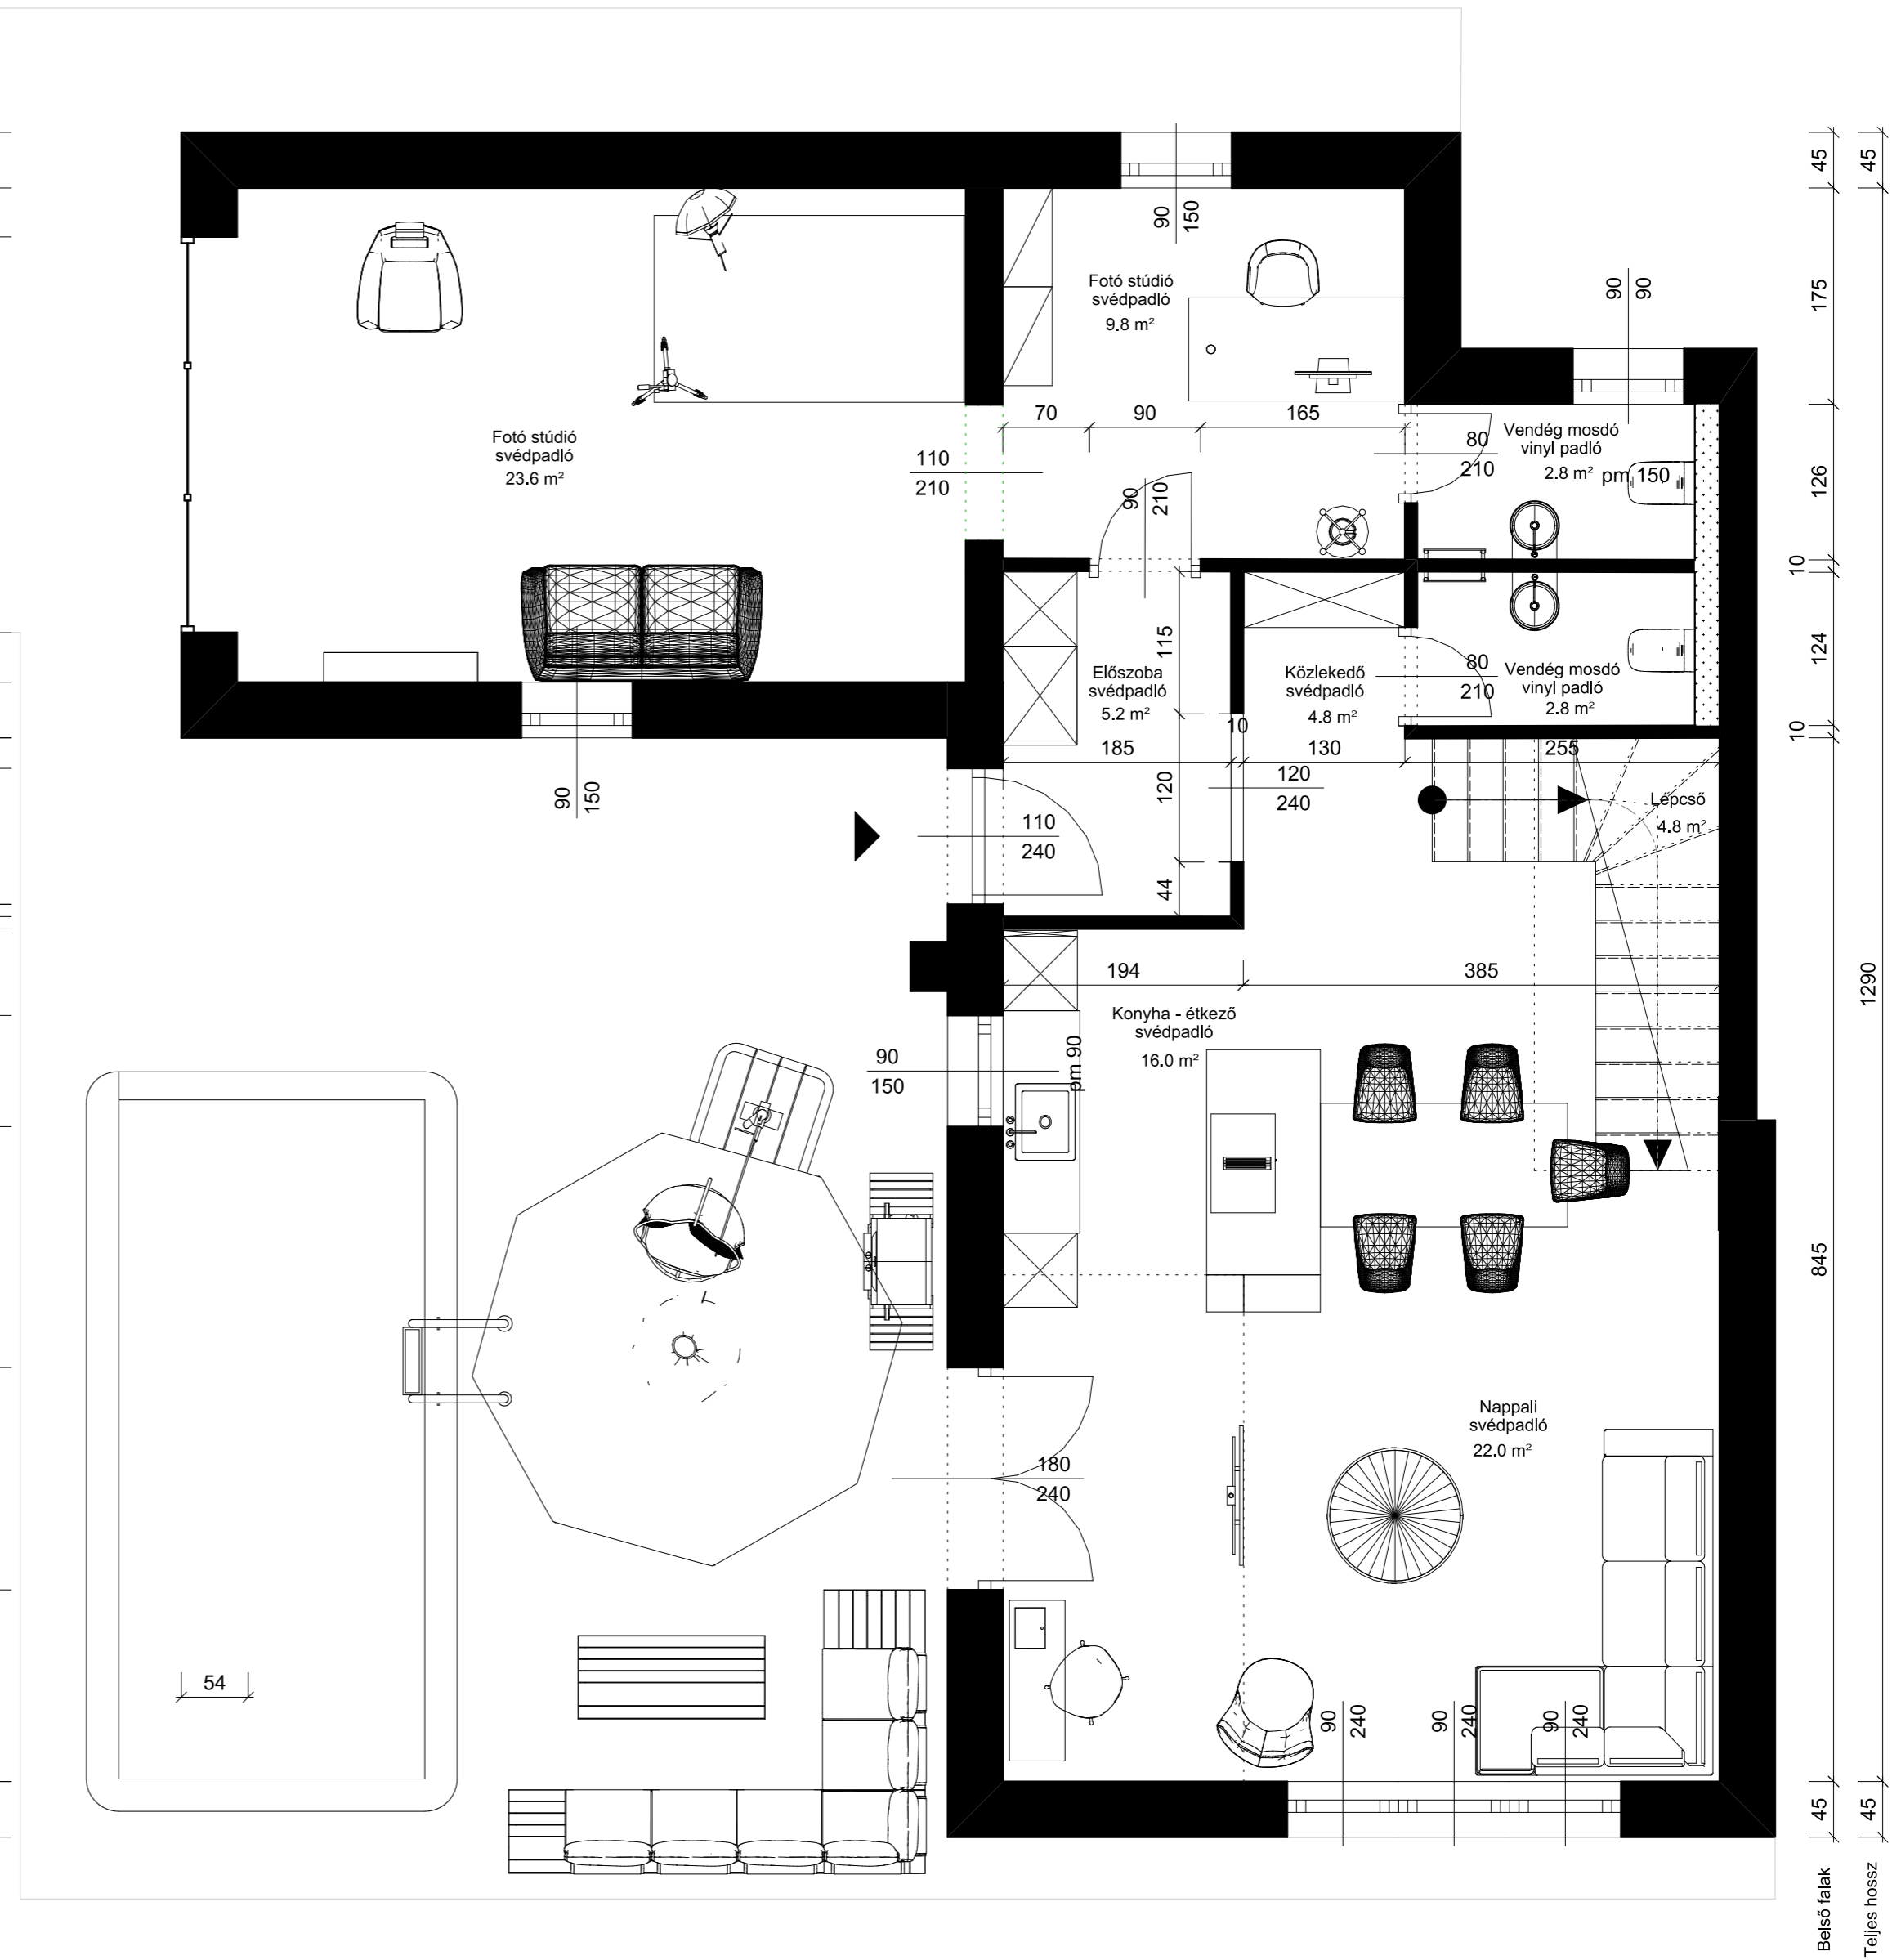 45
45
90
150
175
90
90
Fotó stúdió
svédpadló
9.8 m²
70
90
165
Fotó stúdió
svédpadló
23.6 m²
110
210
80
210
Vendég mosdó
vinyl padló
2.8 m²
pm 150
90
210
126
10
115
124
Előszoba
svédpadló
5.2 m²
Közlekedő
svédpadló
4.8 m²
80
210
Vendég mosdó
vinyl padló
2.8 m²
10
10
185
130
255
90
150
120
120
240
Lépcső
4.8 m²
110
240
44
194
385
1290
Konyha - étkező
svédpadló
16.0 m²
90
150
pm 90
845
Nappali
svédpadló
22.0 m²
180
240
54
90
240
90
240
90
240
45
45
Belső falak
Teljes hossz